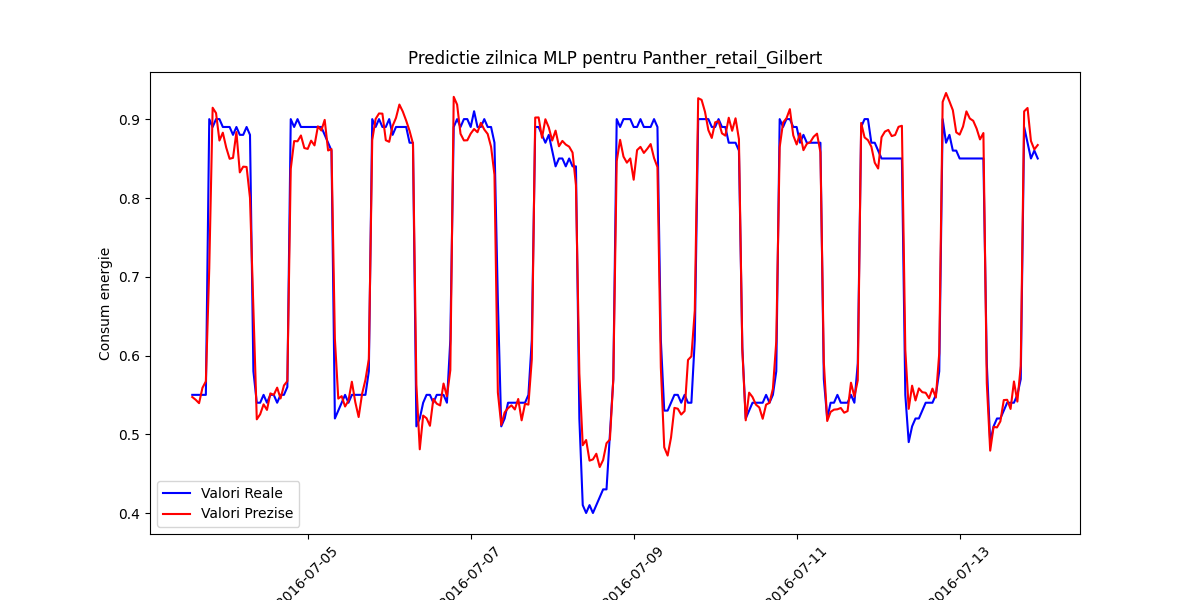 Predictie zilnica MLP pentru Panther_retail_Gilbert
Consum energie
0.9
0.8
0.7
0.6
0.5
0.4
Valori Reale
Valori Prezise
2016-07-05
2016-07-07
2016-07-09
2016-07-11
2016-07-13